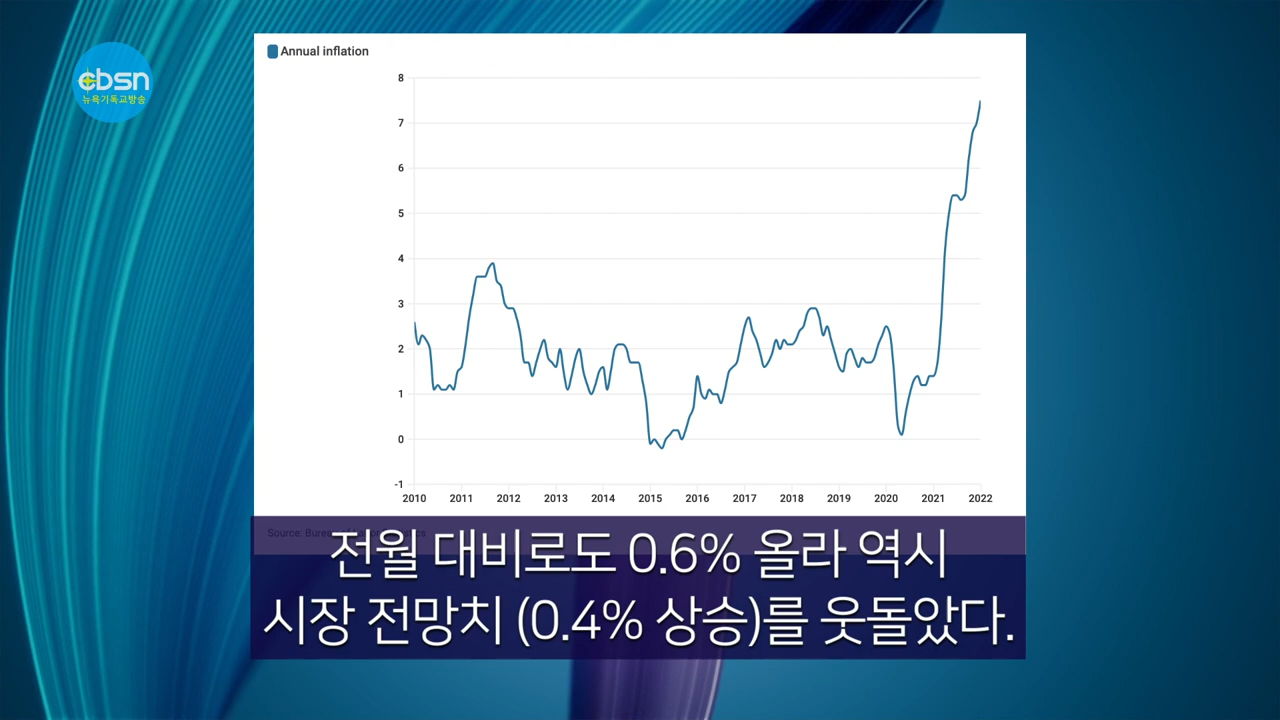 cbsn
뉴욕기독교방송
Annual inflation
8
7
6
5
4
3
2
1
0
-1
2010 2011 2012 2013 2014 2015 2016 2017 2018 2019 2020 2021 2022
Source: Bureau of
전월 대비로도 0.6% 올라 역시
시장 전망치 (0.4% 상승)를 웃돌았다.